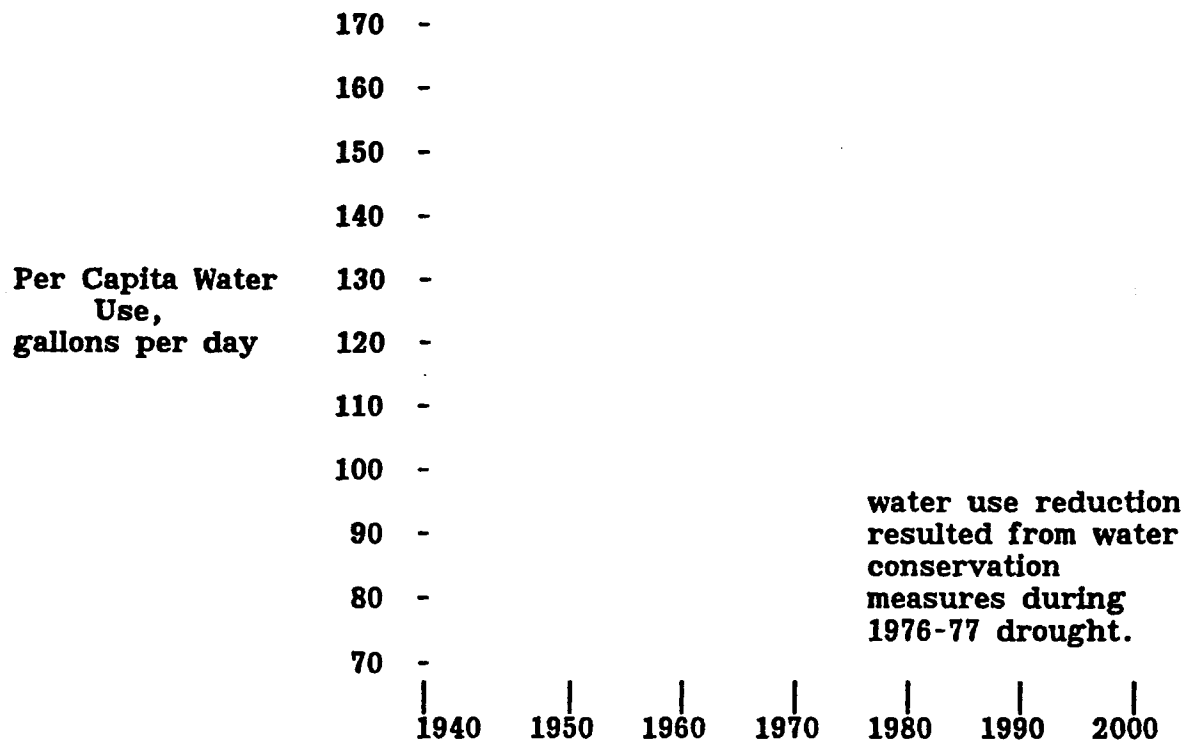 170 -
160 -
150 -
140 -
Per Capita Water 130 -
Use,
gallons per day 120 -
110 -
100 -
water use reduction
90 - resulted from water
conservation
80 - measures during
1976-77 drought.
70 -
1940 1950 1960 1970 1980 1990 2000